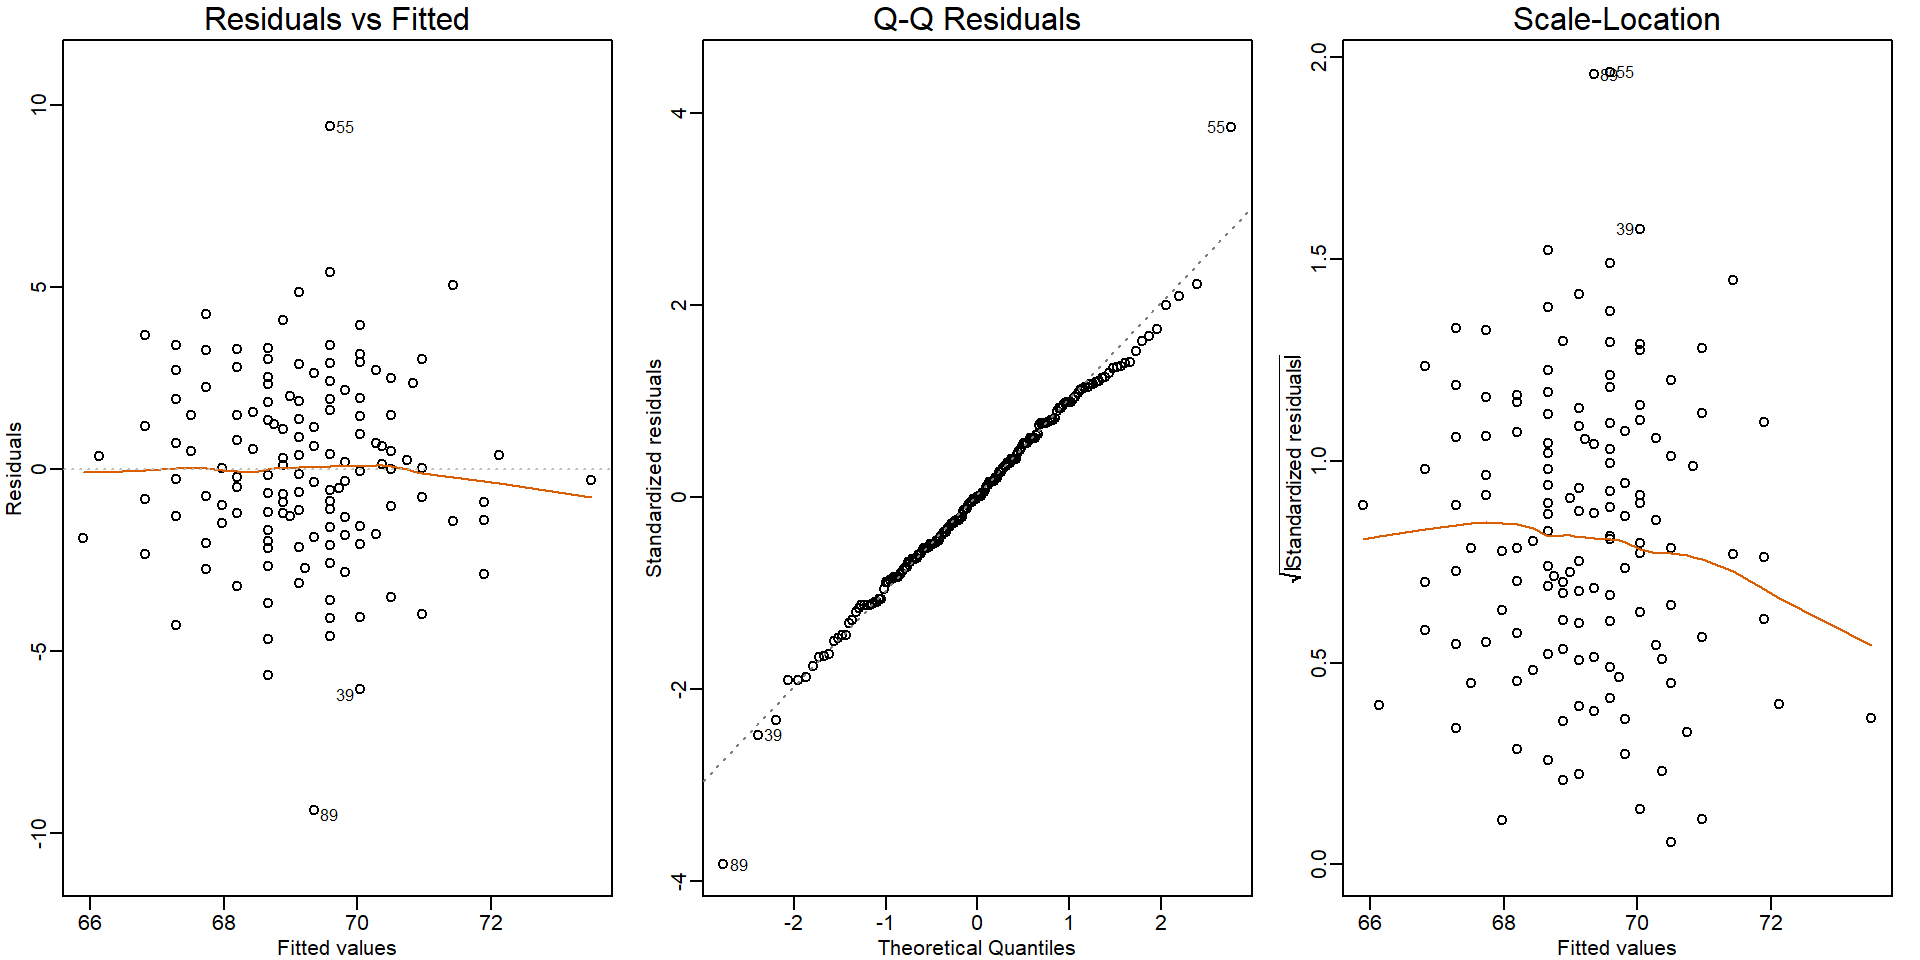 Residuals vs Fitted
Residuals
10
5
0
-5
-10
55
39
89
66 68 70 72
Fitted values
Q-Q Residuals
Standardized residuals
4
2
0
-2
-4
55
39
89
-2 -1 0 1 2
Theoretical Quantiles
Scale-Location
√|Standardized residuals|
2.0
1.5
1.0
0.5
0.0
89
55
39
66 68 70 72
Fitted values